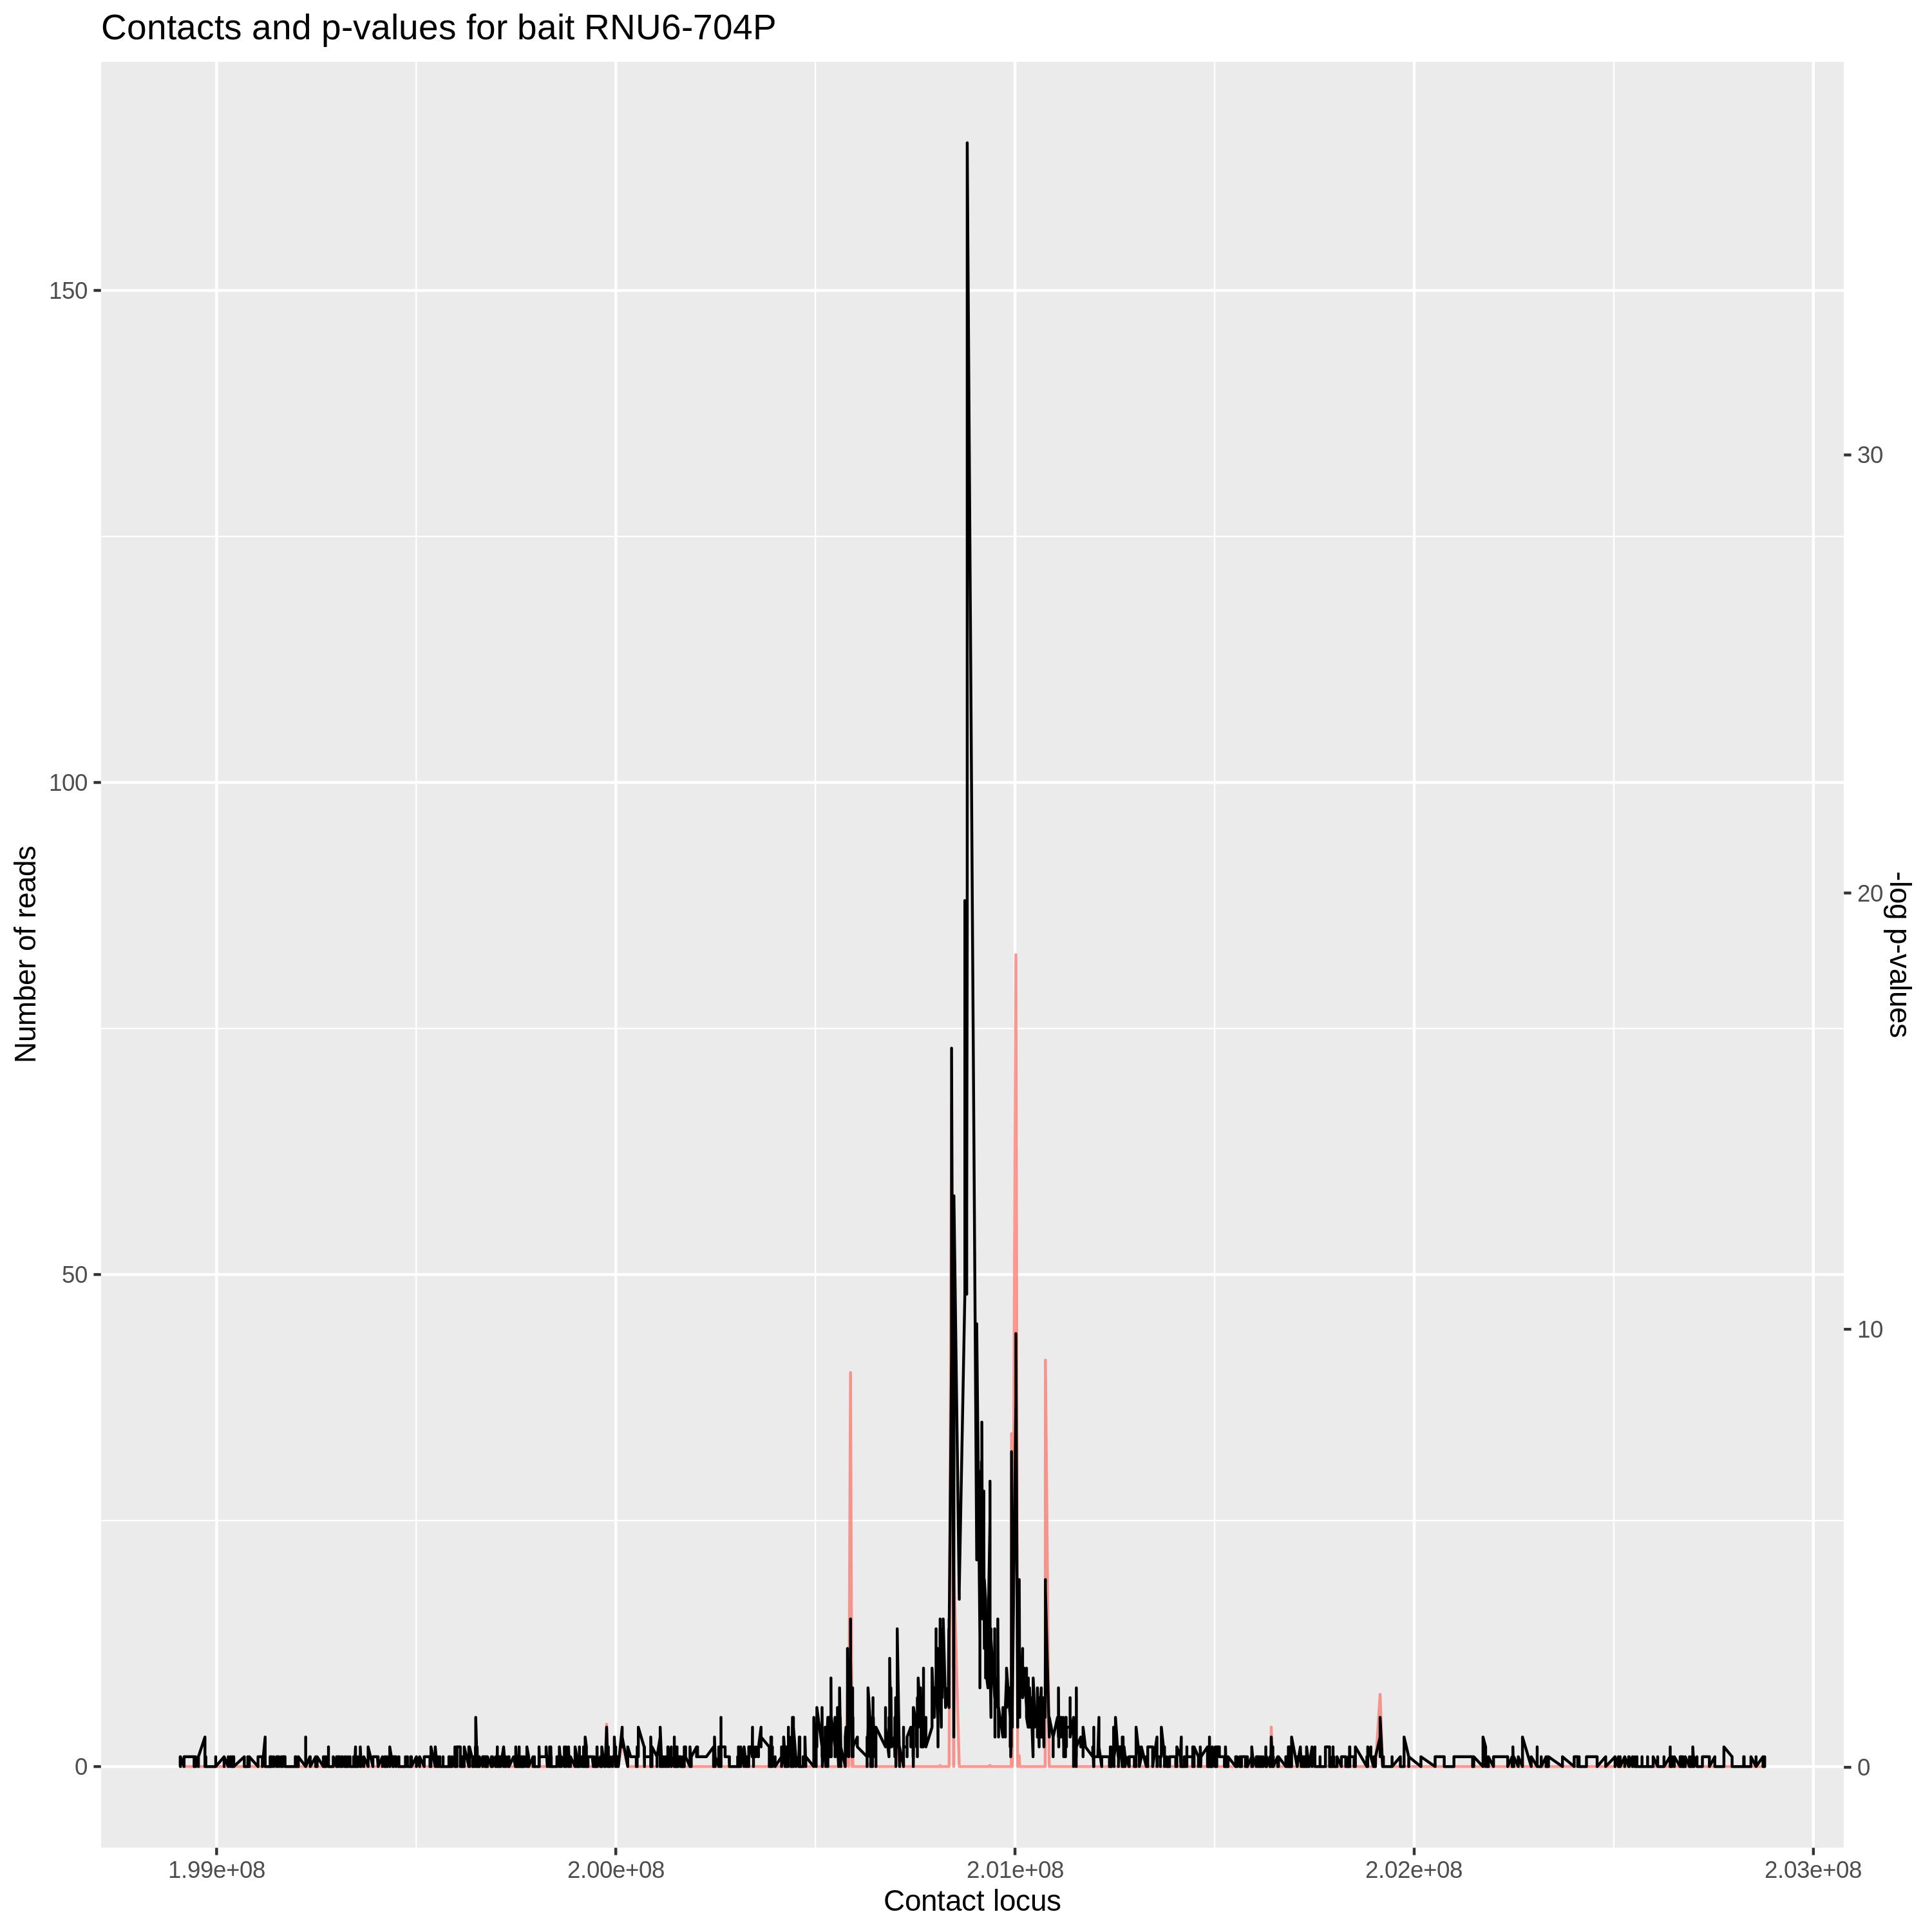 Contacts and p-values for bait RNU6-704P
150
100
50
0
30
20
10
0
Number of reads
-log p-values
1.99e+08
2.00e+08
2.01e+08
2.02e+08
2.03e+08
Contact locus